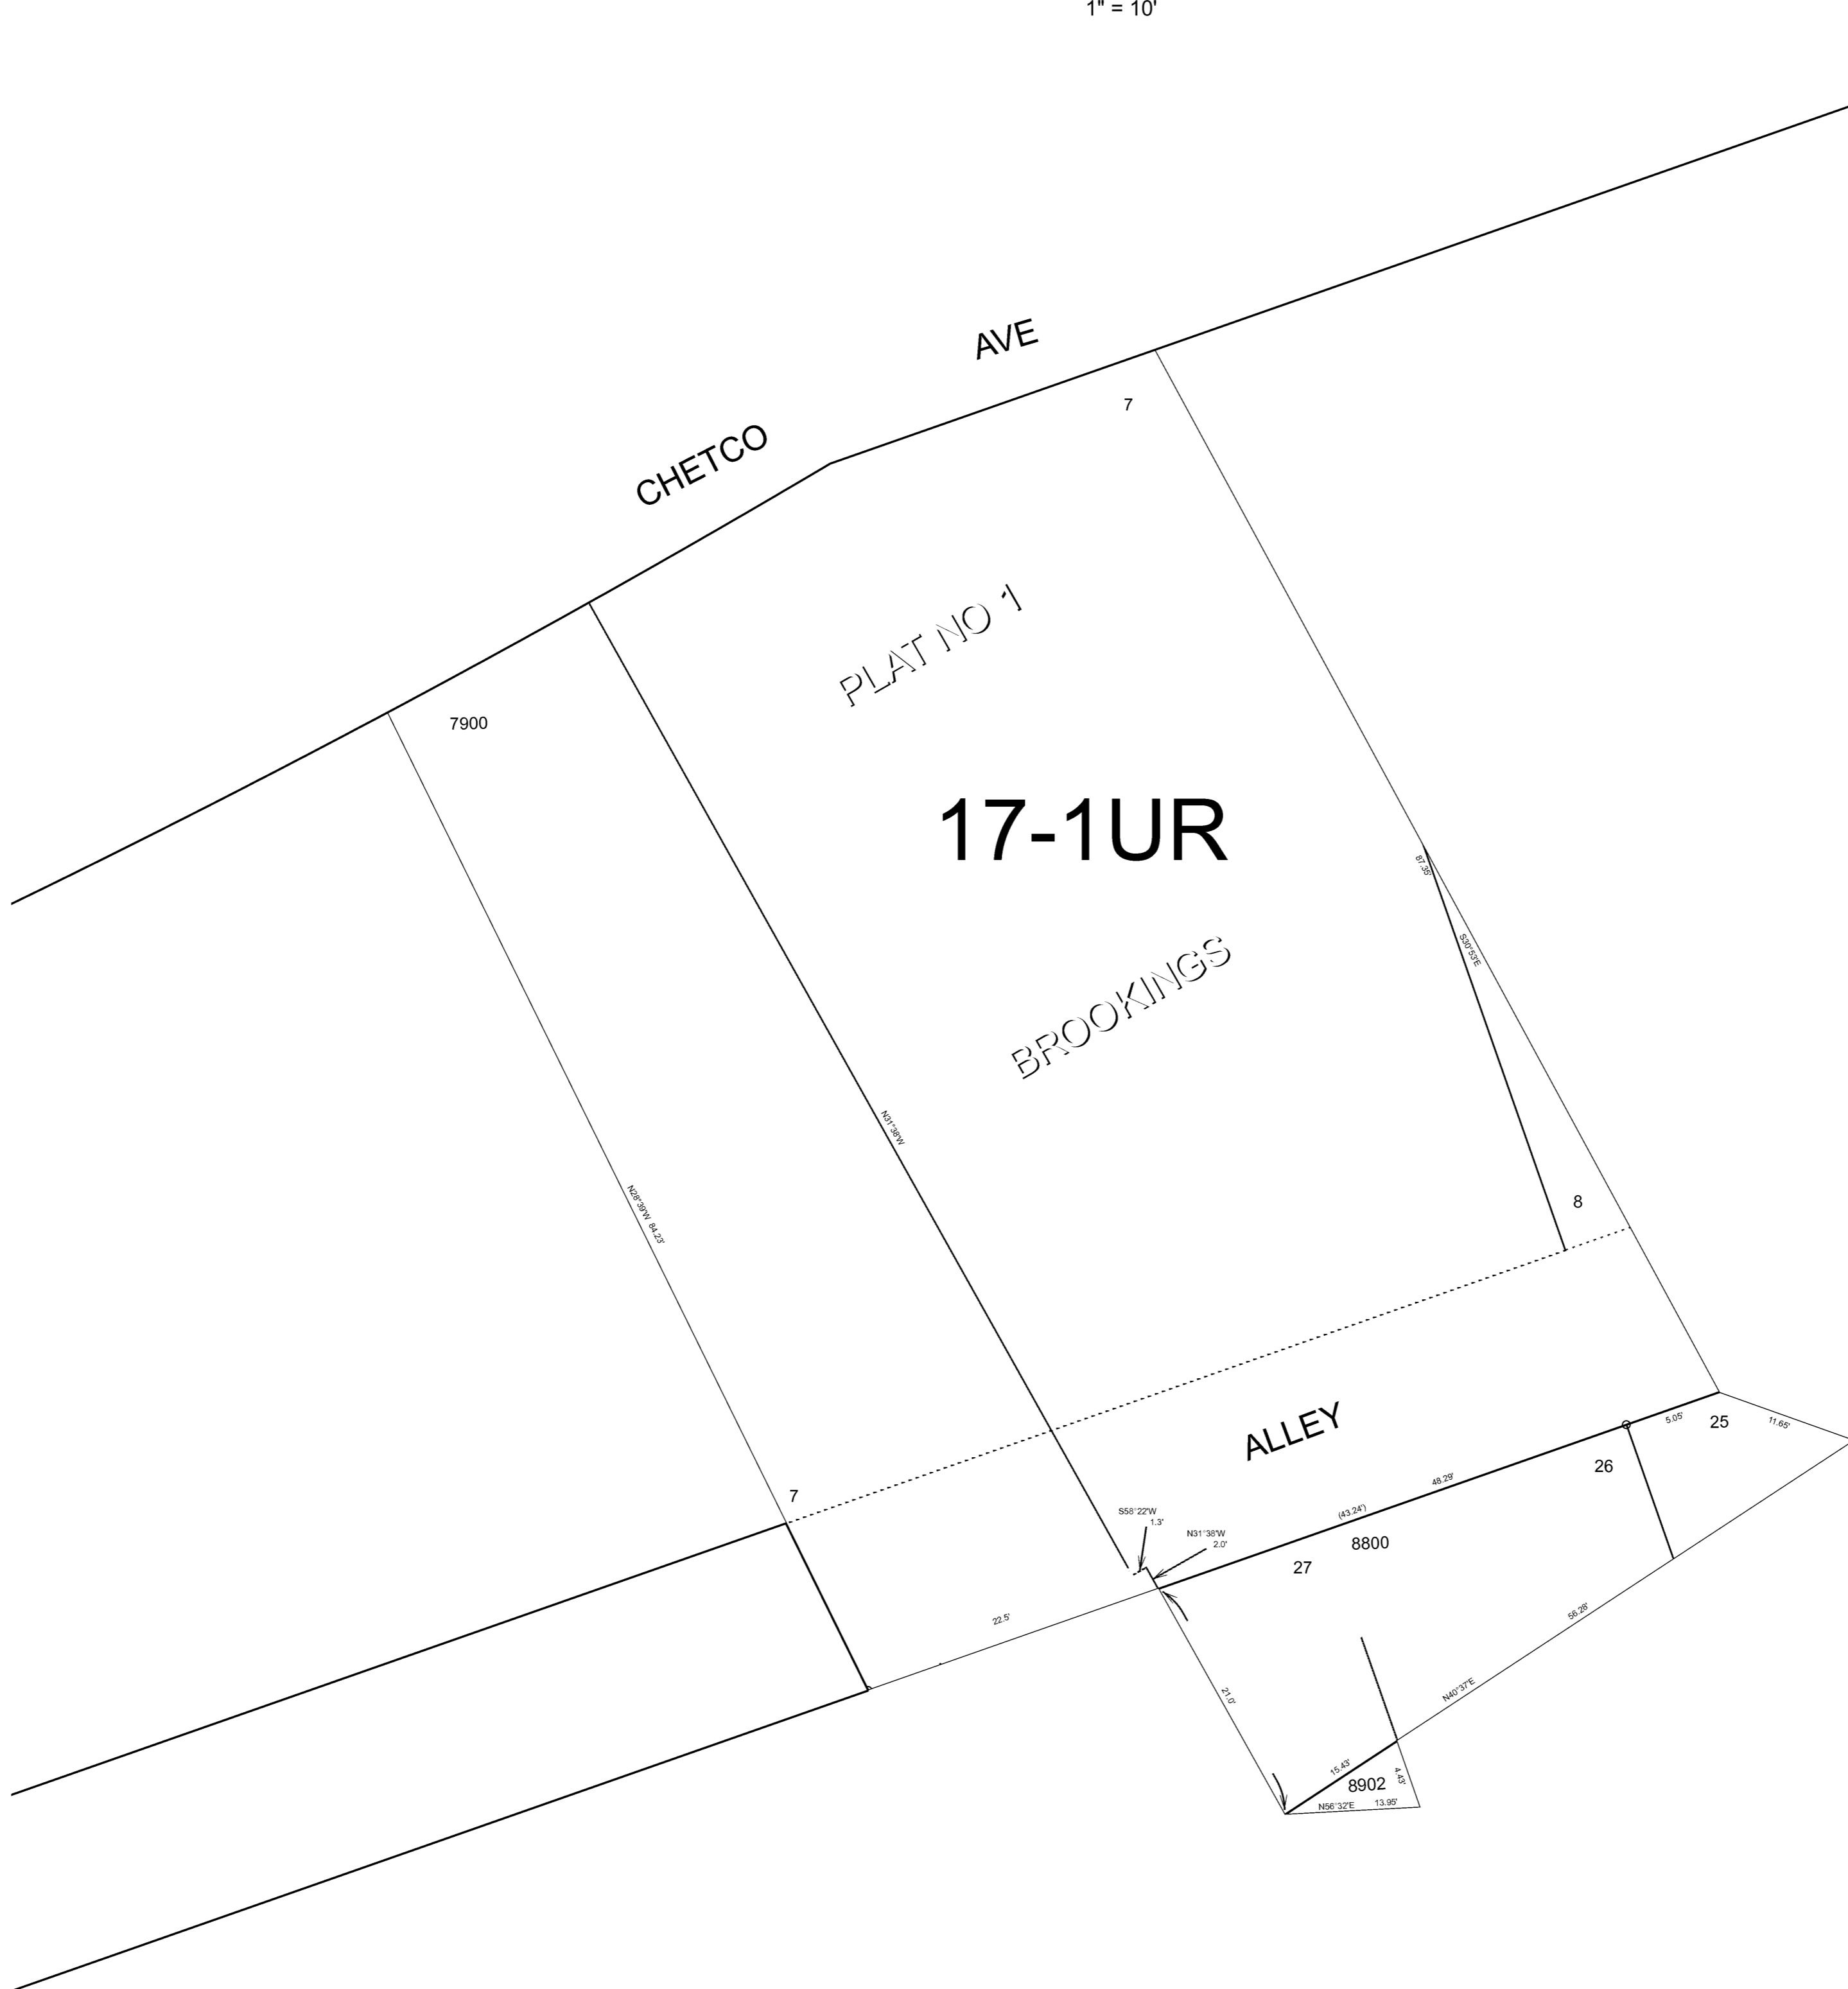 1" = 10'
AVE
7
CHETCO
PLAT NO 1
7900
17-1UR
87.35'
S30°53'E
BROOKINGS
N31°38'W
N28°39'W 84.23'
8
ALLEY
5.05'
25
11.65'
26
48.29'
7
(43.24')
S58°22'W
1.3'
N31°38'W
2.0'
8800
27
22.5'
56.28'
21.0'
N40°37'E
15.43'
4.43'
8902
N56°32'E
13.95'